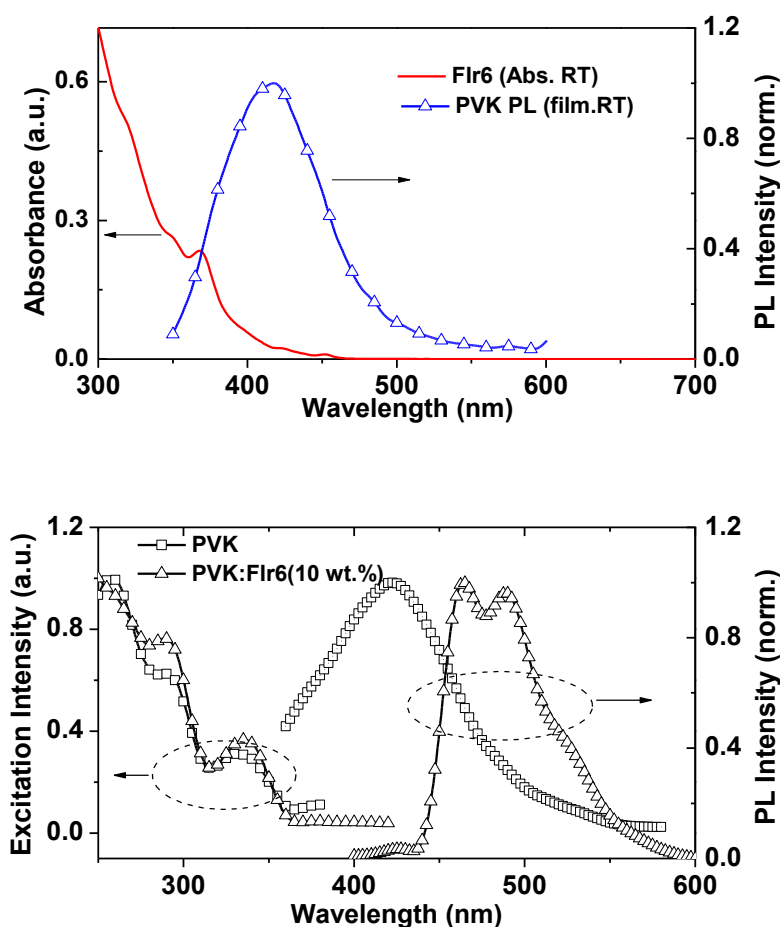 1.2
0.6
FIr6 (Abs. RT)
PVK PL (film.RT)
0.8
0.3
0.4
0.0
0.0
300
400
500
600
700
Wavelength (nm)
Absorbance (a.u.)
PL Intensity (norm.)
1.2
1.2
PVK
PVK:FIr6(10 wt.%)
0.8
0.8
0.4
0.4
0.0
0.0
300
400
500
600
Wavelength (nm)
Excitation Intensity (a.u.)
PL Intensity (norm.)